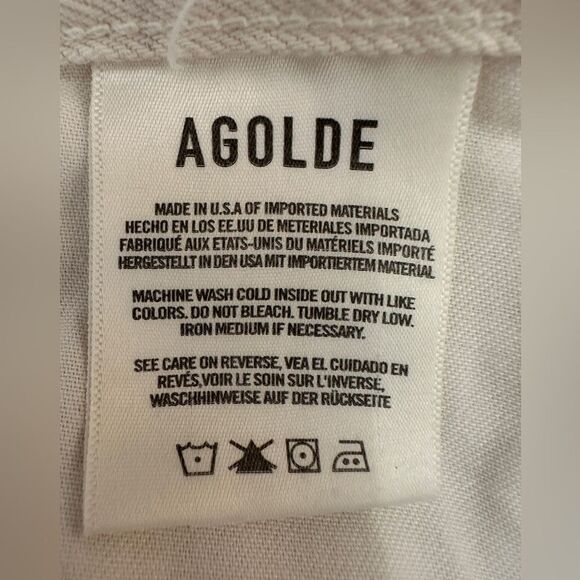 AGOLDE
MADE IN U.S.A OF IMPORTED MATERIALS
HECHO EN LOS EE.UU DE METERIALES IMPORTADA
FABRIQUÉ AUX ETATS-UNIS DU MATÉRIELS IMPORTÉ
HERGESTELLT IN DEN USA MIT IMPORTIERTEM MATERIAL
MACHINE WASH COLD INSIDE OUT WITH LIKE
COLORS. DO NOT BLEACH. TUMBLE DRY LOW.
IRON MEDIUM IF NECESSARY.
SEE CARE ON REVERSE, VEA EL CUIDADO EN
REVÉS,VOIR LE SOIN SUR L'INVERSE,
WASCHHINWEISE AUF DER RÜCKSEITE